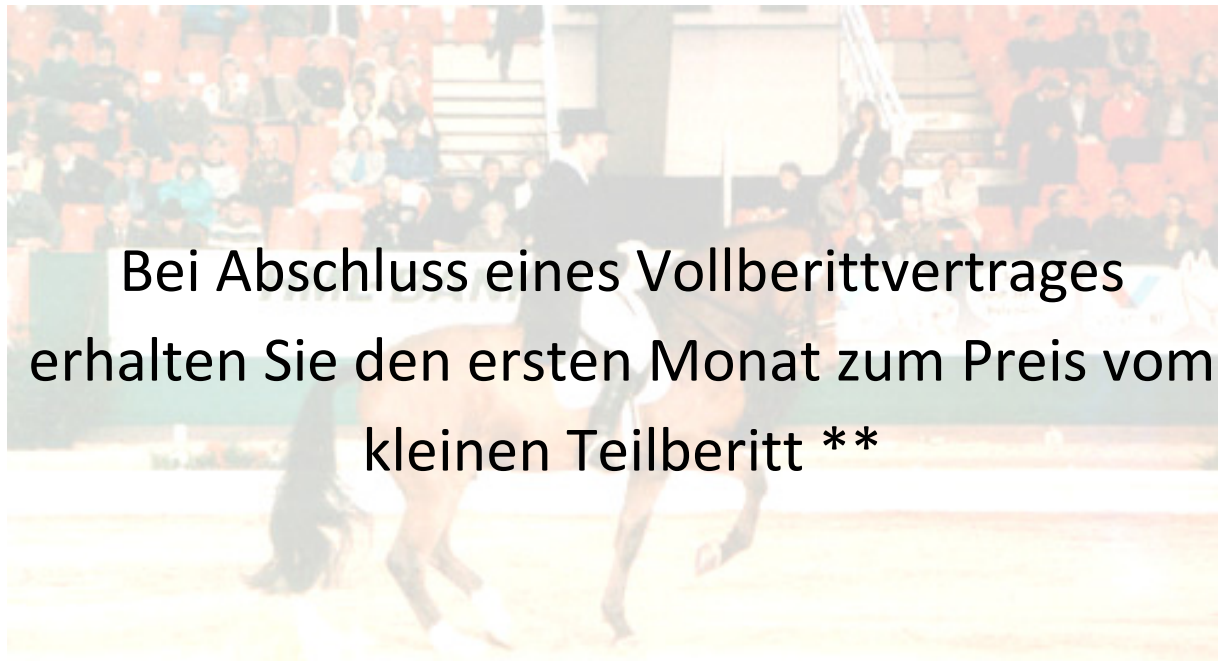 Bei Abschluss eines Vollberittvertrages
erhalten Sie den ersten Monat zum Preis vom
kleinen Teilberitt **